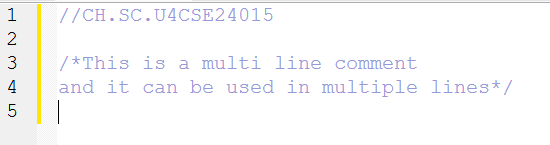 1 //CH.SC.U4CSE24015
2
3 /*This is a multi line comment
4 and it can be used in multiple lines*/
5